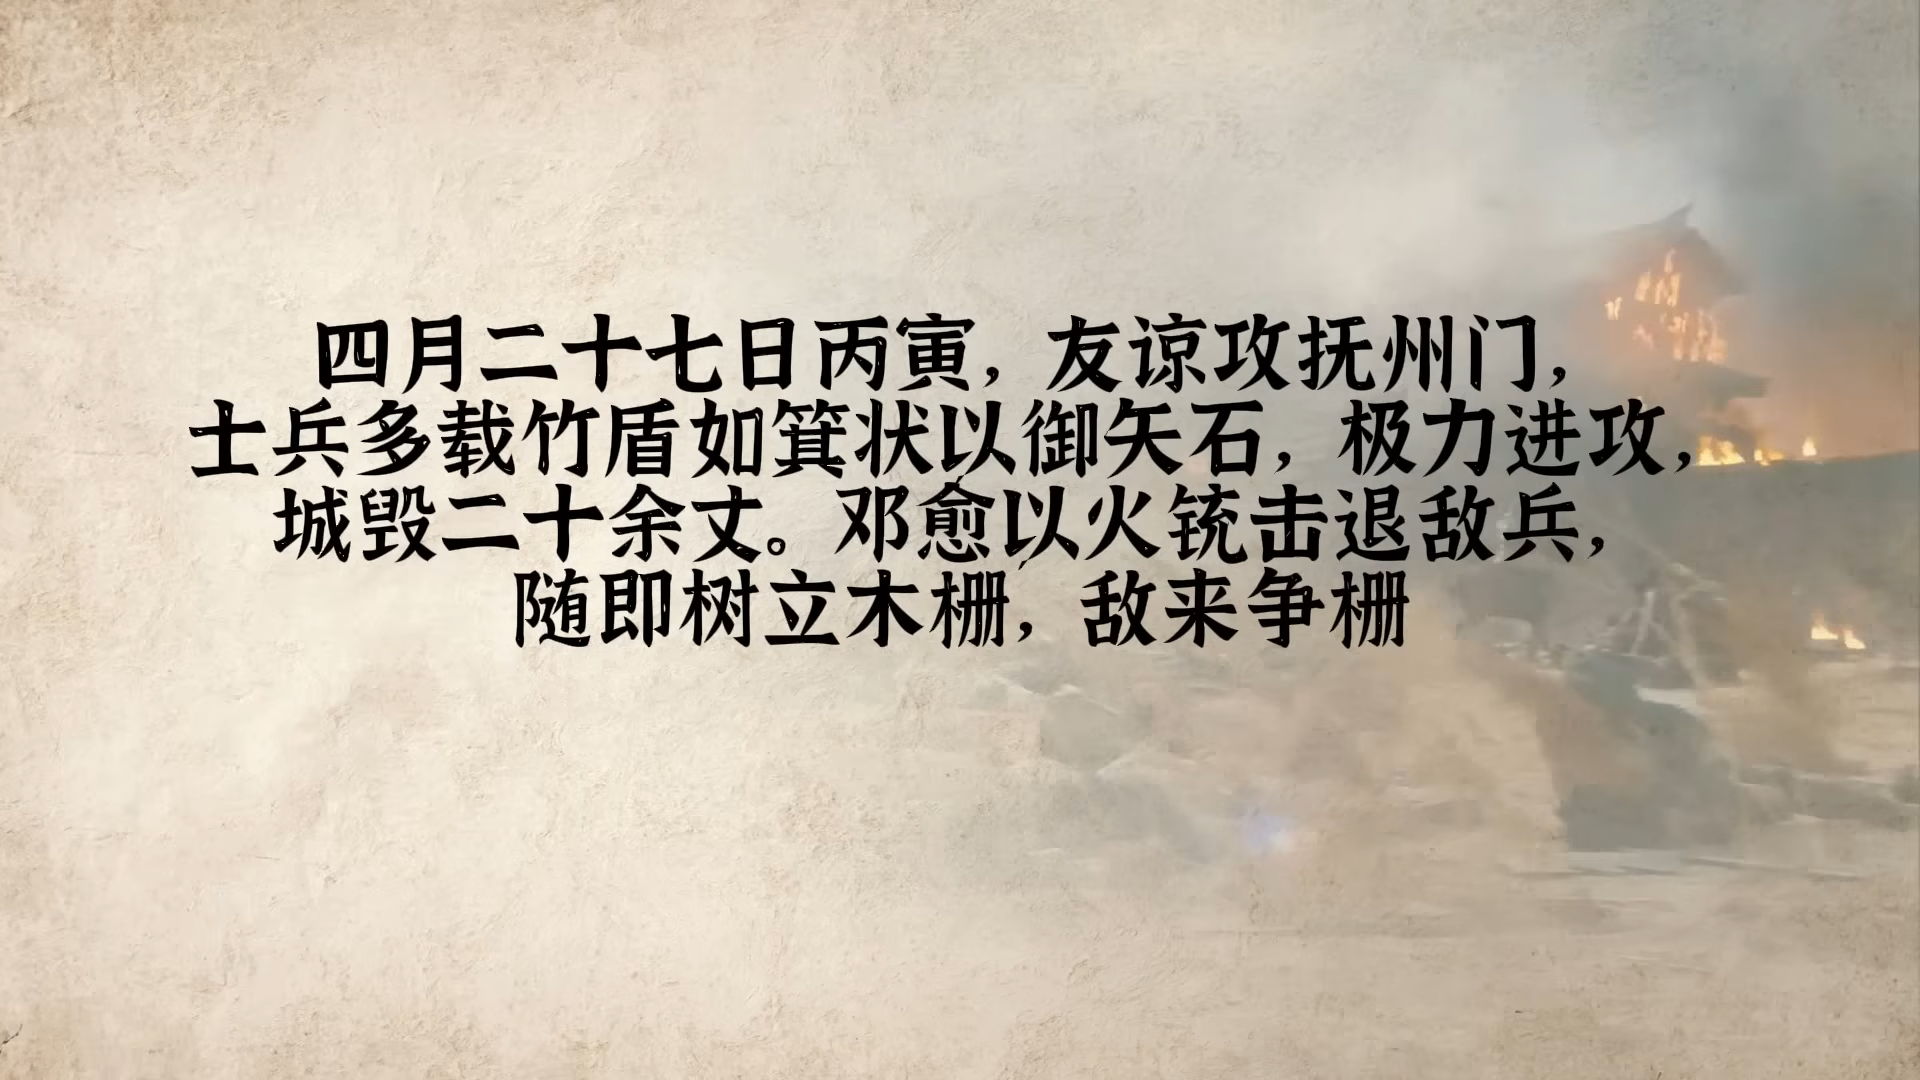 四月二十七日丙寅，友谅攻抚州门，
士兵多载竹盾如箕状以御矢石，极力进攻，
城毁二十余丈。邓愈以火铳击退敌兵，
随即树立木栅，敌来争栅